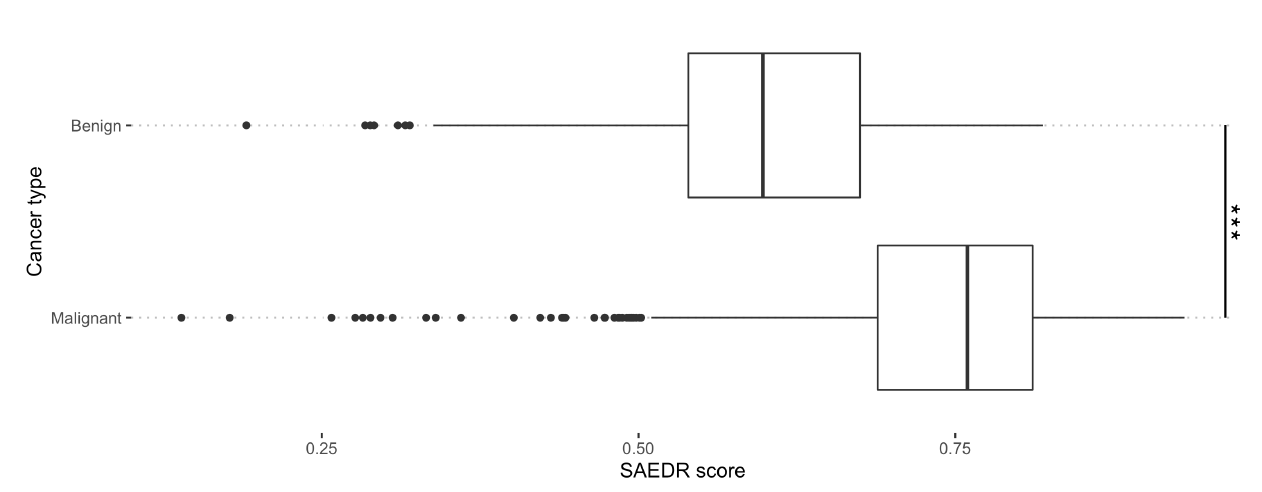 Cancer type
Benign
Malignant
***
0.25 0.50 0.75
SAEDR score